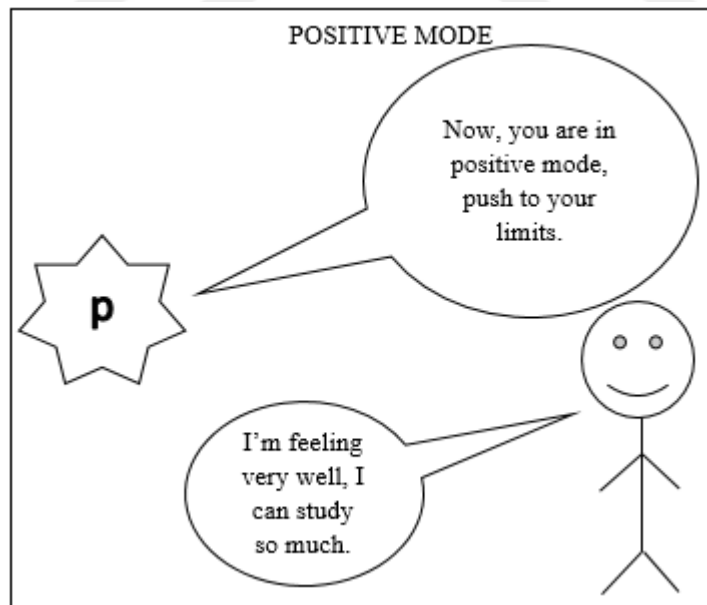 POSITIVE MODE
Now, you are in
positive mode,
push to your
limits.
p
I'm feeling
very well, I
can study
so much.